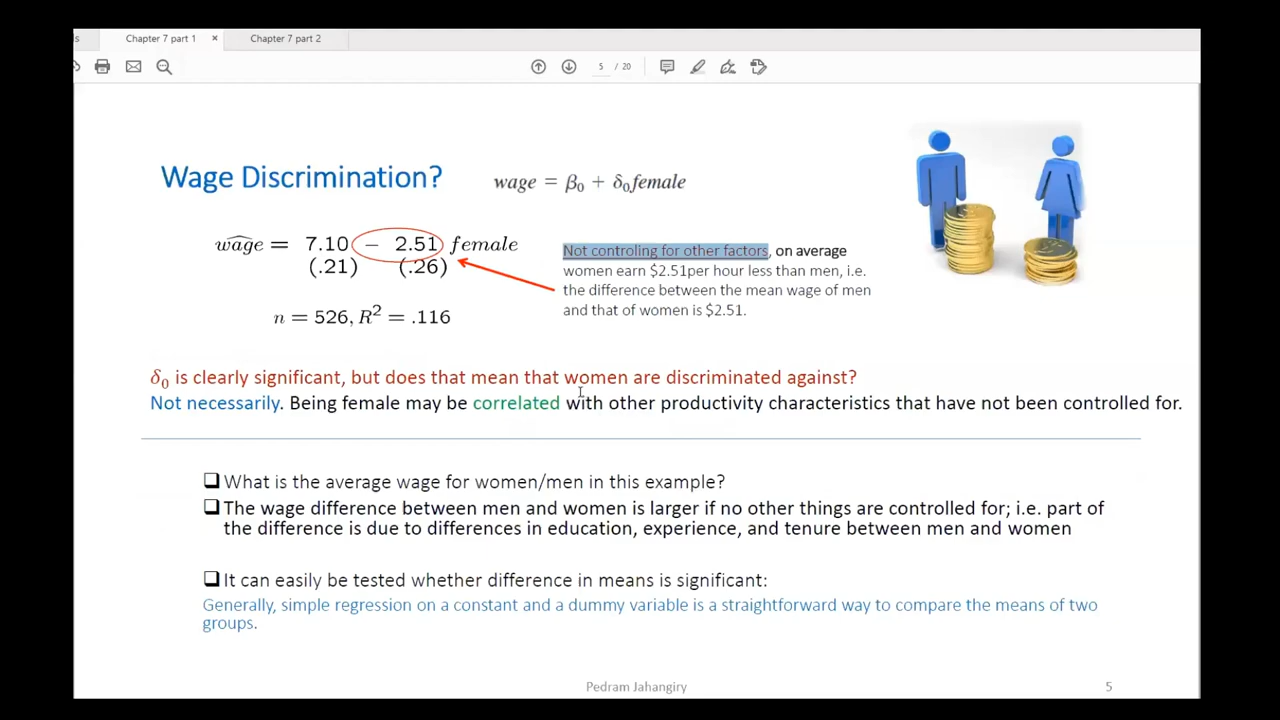 s
Chapter 7 part 1 ×
Chapter 7 part 2
5 / 20
Wage Discrimination?
wage = β₀ + δ₀female
ŵage = 7.10 − 2.51 female
(.21) (.26)
n = 526, R² = .116
Not controling for other factors, on average
women earn $2.51per hour less than men, i.e.
the difference between the mean wage of men
and that of women is $2.51.
δ₀ is clearly significant, but does that mean that women are discriminated against?
Not necessarily. Being female may be correlated with other productivity characteristics that have not been controlled for.
❑ What is the average wage for women/men in this example?
❑ The wage difference between men and women is larger if no other things are controlled for; i.e. part of
the difference is due to differences in education, experience, and tenure between men and women
❑ It can easily be tested whether difference in means is significant:
Generally, simple regression on a constant and a dummy variable is a straightforward way to compare the means of two
groups.
Pedram Jahangiry
5